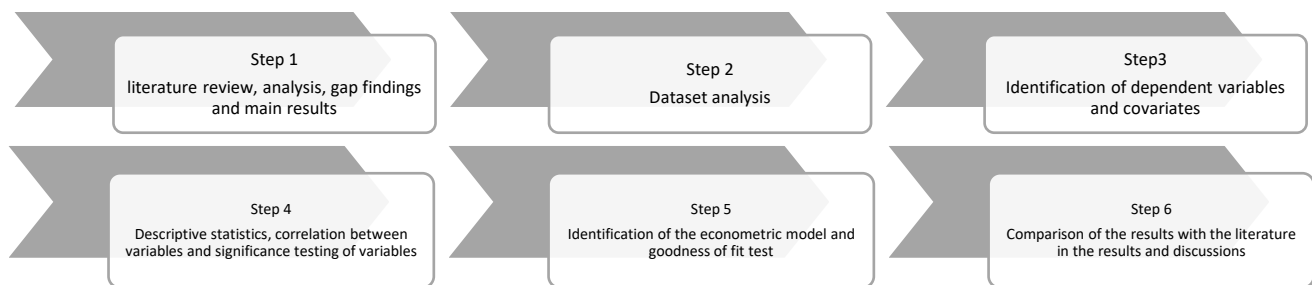 Step 1
literature review, analysis, gap findings
and main results
Step 2
Dataset analysis
Step3
Identification of dependent variables
and covariates
Step 4
Descriptive statistics, correlation between
variables and significance testing of variables
Step 5
Identification of the econometric model and
goodness of fit test
Step 6
Comparison of the results with the literature
in the results and discussions